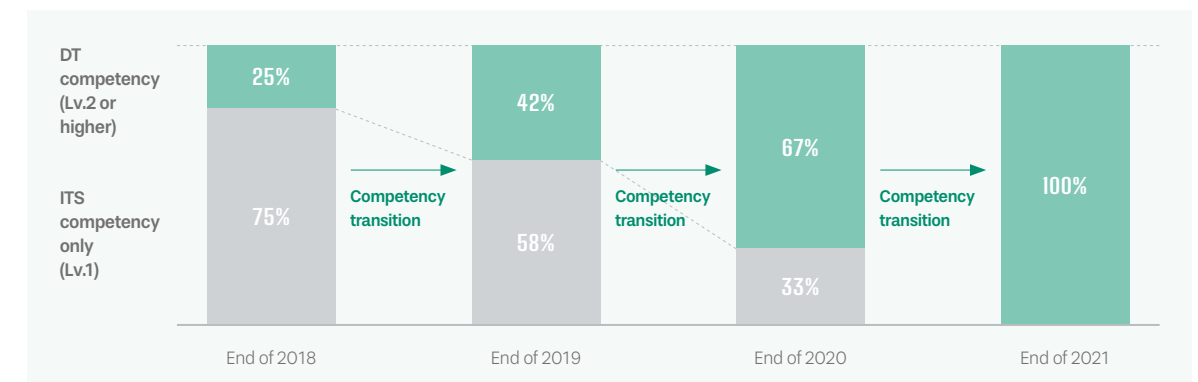 DT
competency
(Lv.2 or
higher)
ITS
competency
only
(Lv.1)
25%
75%
Competency
transition
42%
58%
Competency
transition
67%
33%
Competency
transition
100%
End of 2018
End of 2019
End of 2020
End of 2021